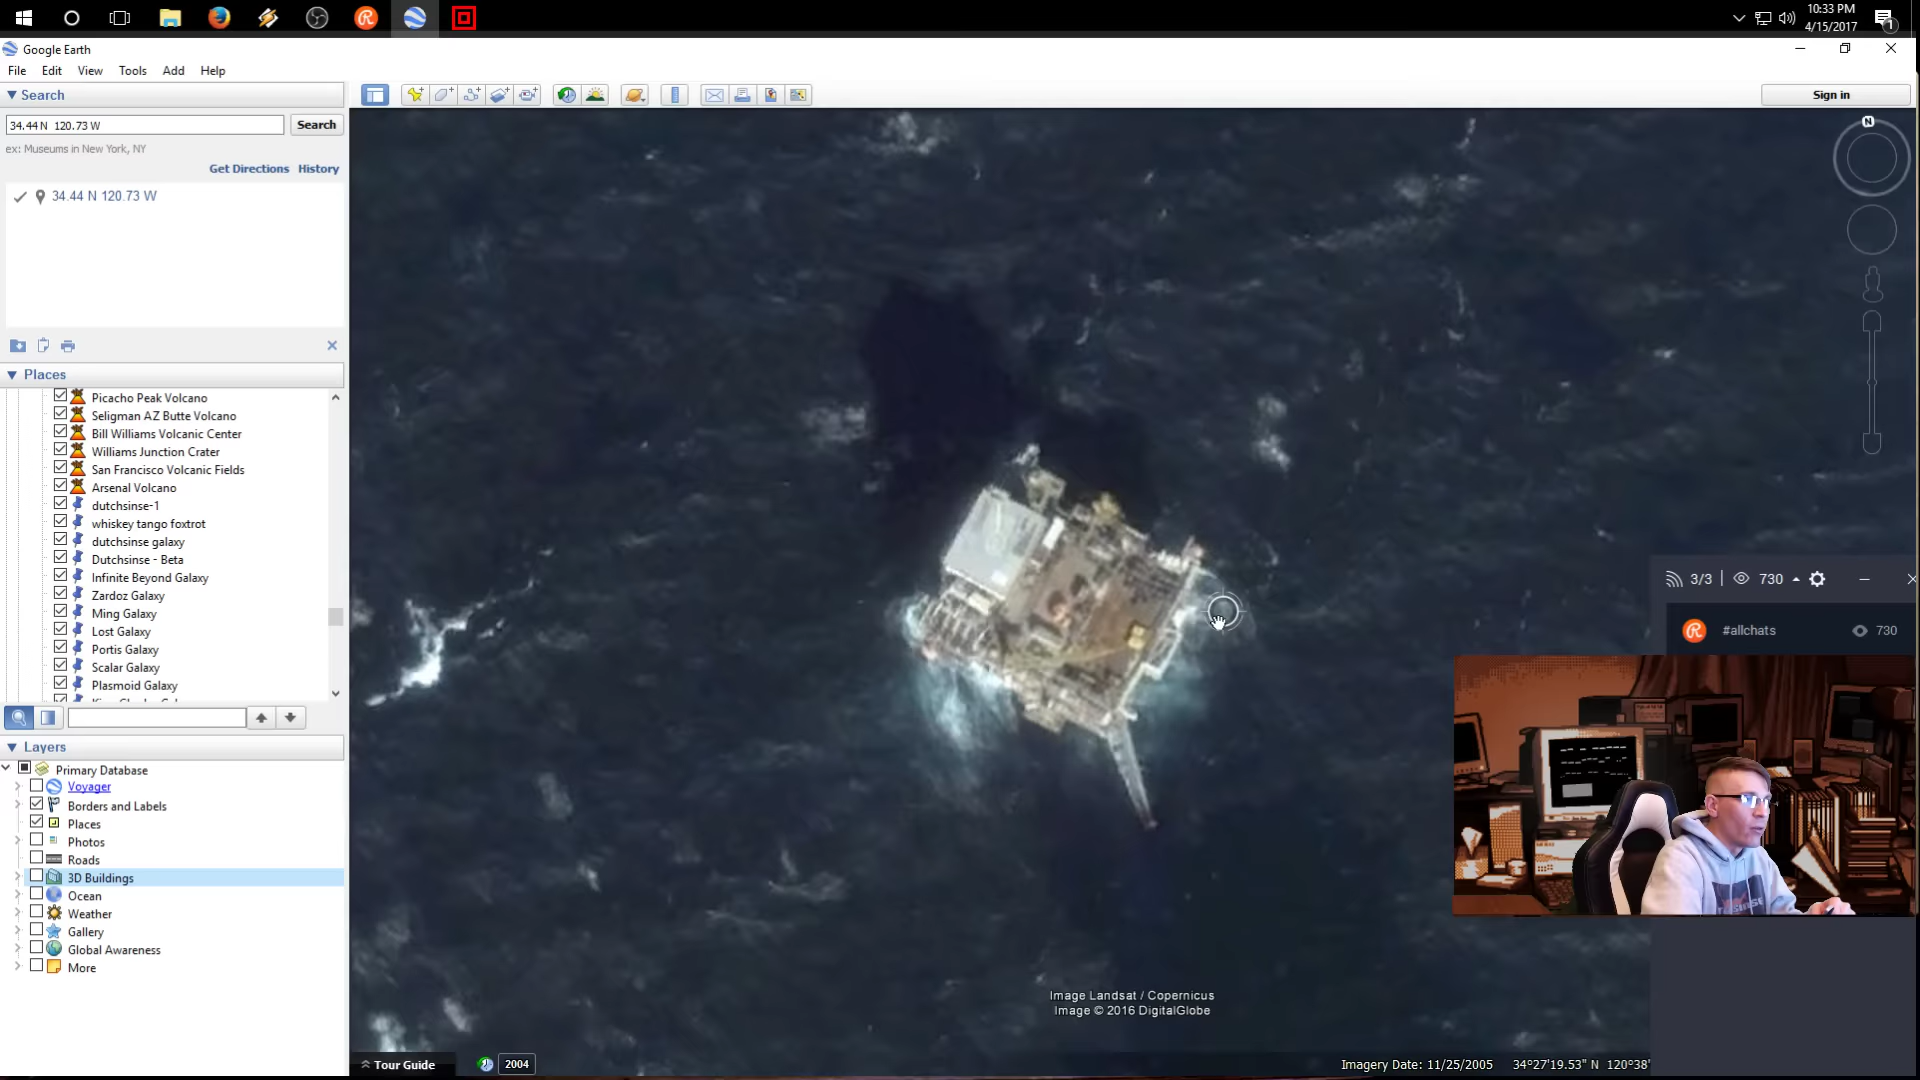 10:33 PM
4/15/2017
1
Google Earth
File Edit View Tools Add Help
Search
34.44 N 120.73 W
Search
ex: Museums in New York, NY
Get Directions History
34.44 N 120.73 W
Places
Picacho Peak Volcano
Seligman AZ Butte Volcano
Bill Williams Volcanic Center
Williams Junction Crater
San Francisco Volcanic Fields
Arsenal Volcano
dutchsinse-1
whiskey tango foxtrot
dutchsinse galaxy
Dutchsinse - Beta
Infinite Beyond Galaxy
Zardoz Galaxy
Ming Galaxy
Lost Galaxy
Portis Galaxy
Scalar Galaxy
Plasmoid Galaxy
Layers
Primary Database
Voyager
Borders and Labels
Places
Photos
Roads
3D Buildings
Ocean
Weather
Gallery
Global Awareness
More
Sign in
N
3/3 730
#allchats 730
Image Landsat / Copernicus
Image © 2016 DigitalGlobe
Tour Guide 2004
Imagery Date: 11/25/2005 34°27'19.53" N 120°38'